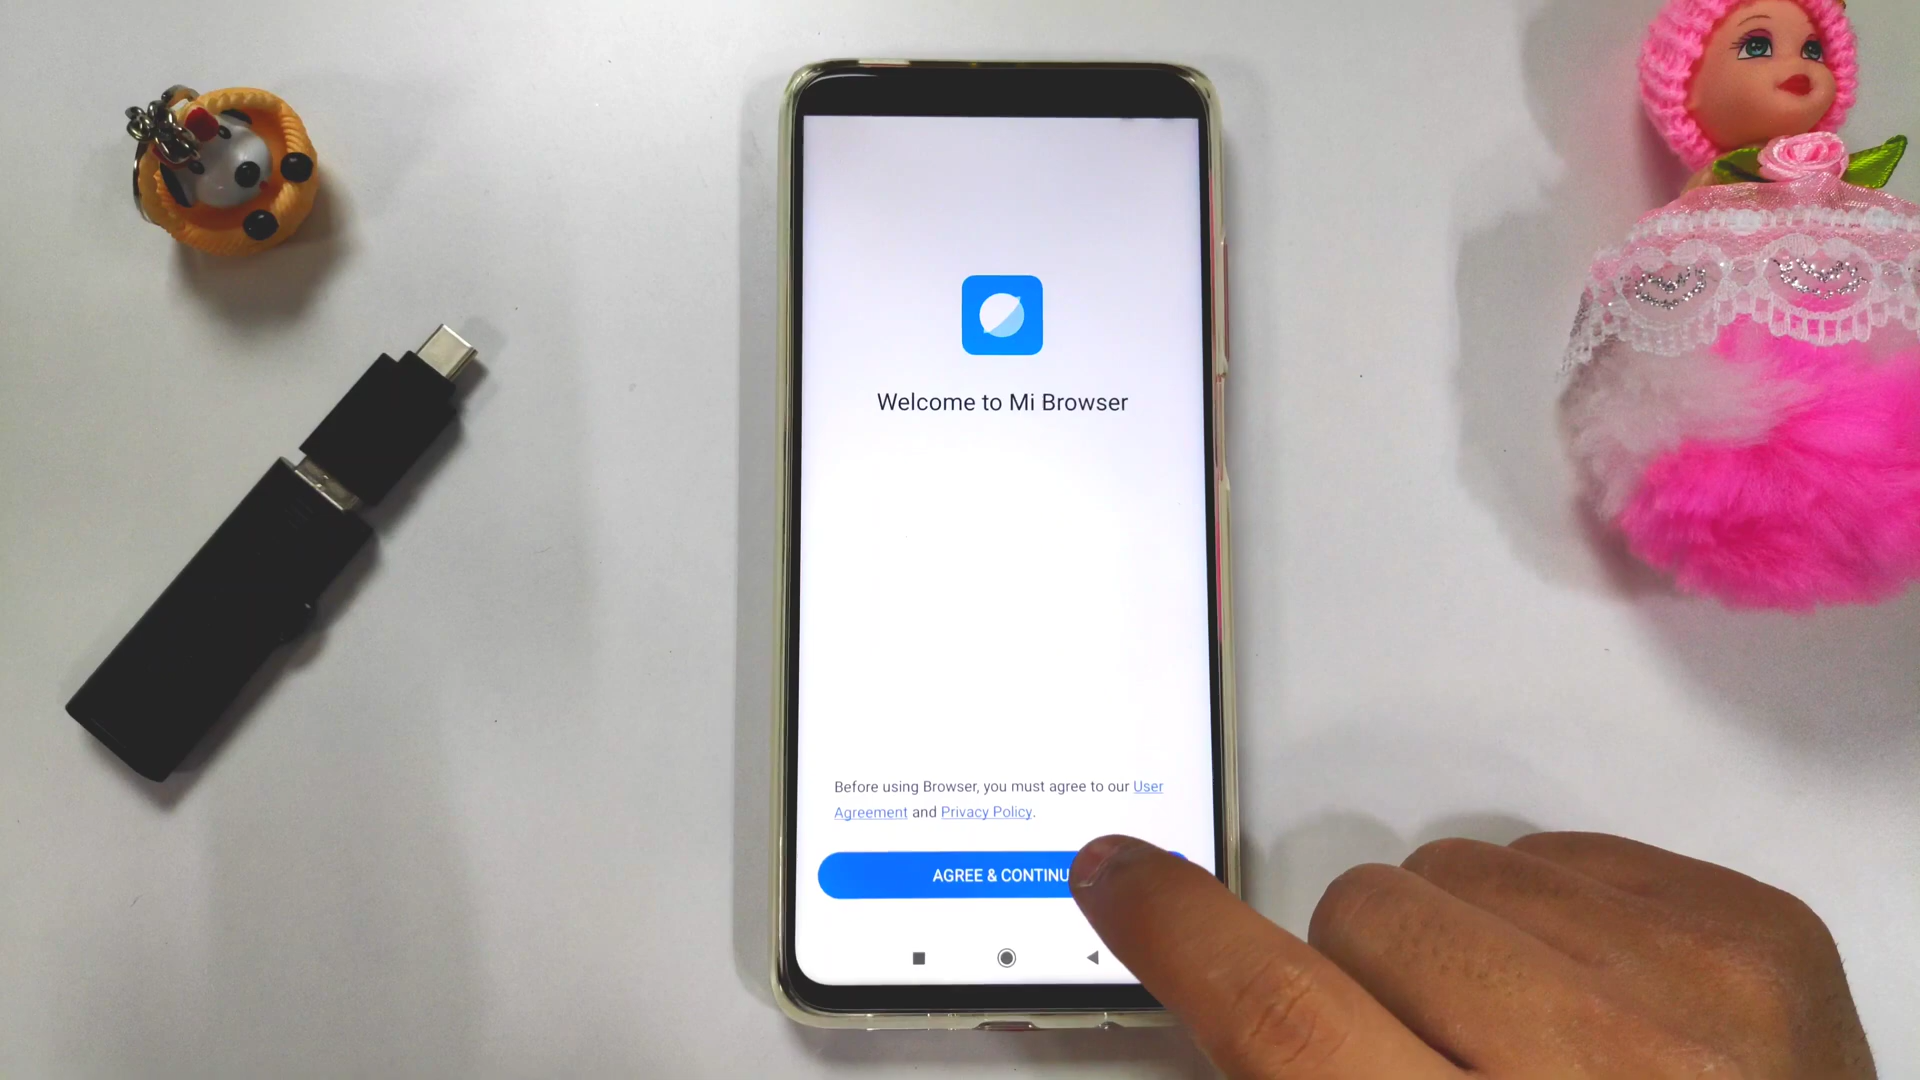 Welcome to Mi Browser
Before using Browser, you must agree to our User
Agreement and Privacy Policy.
AGREE & CONTINU